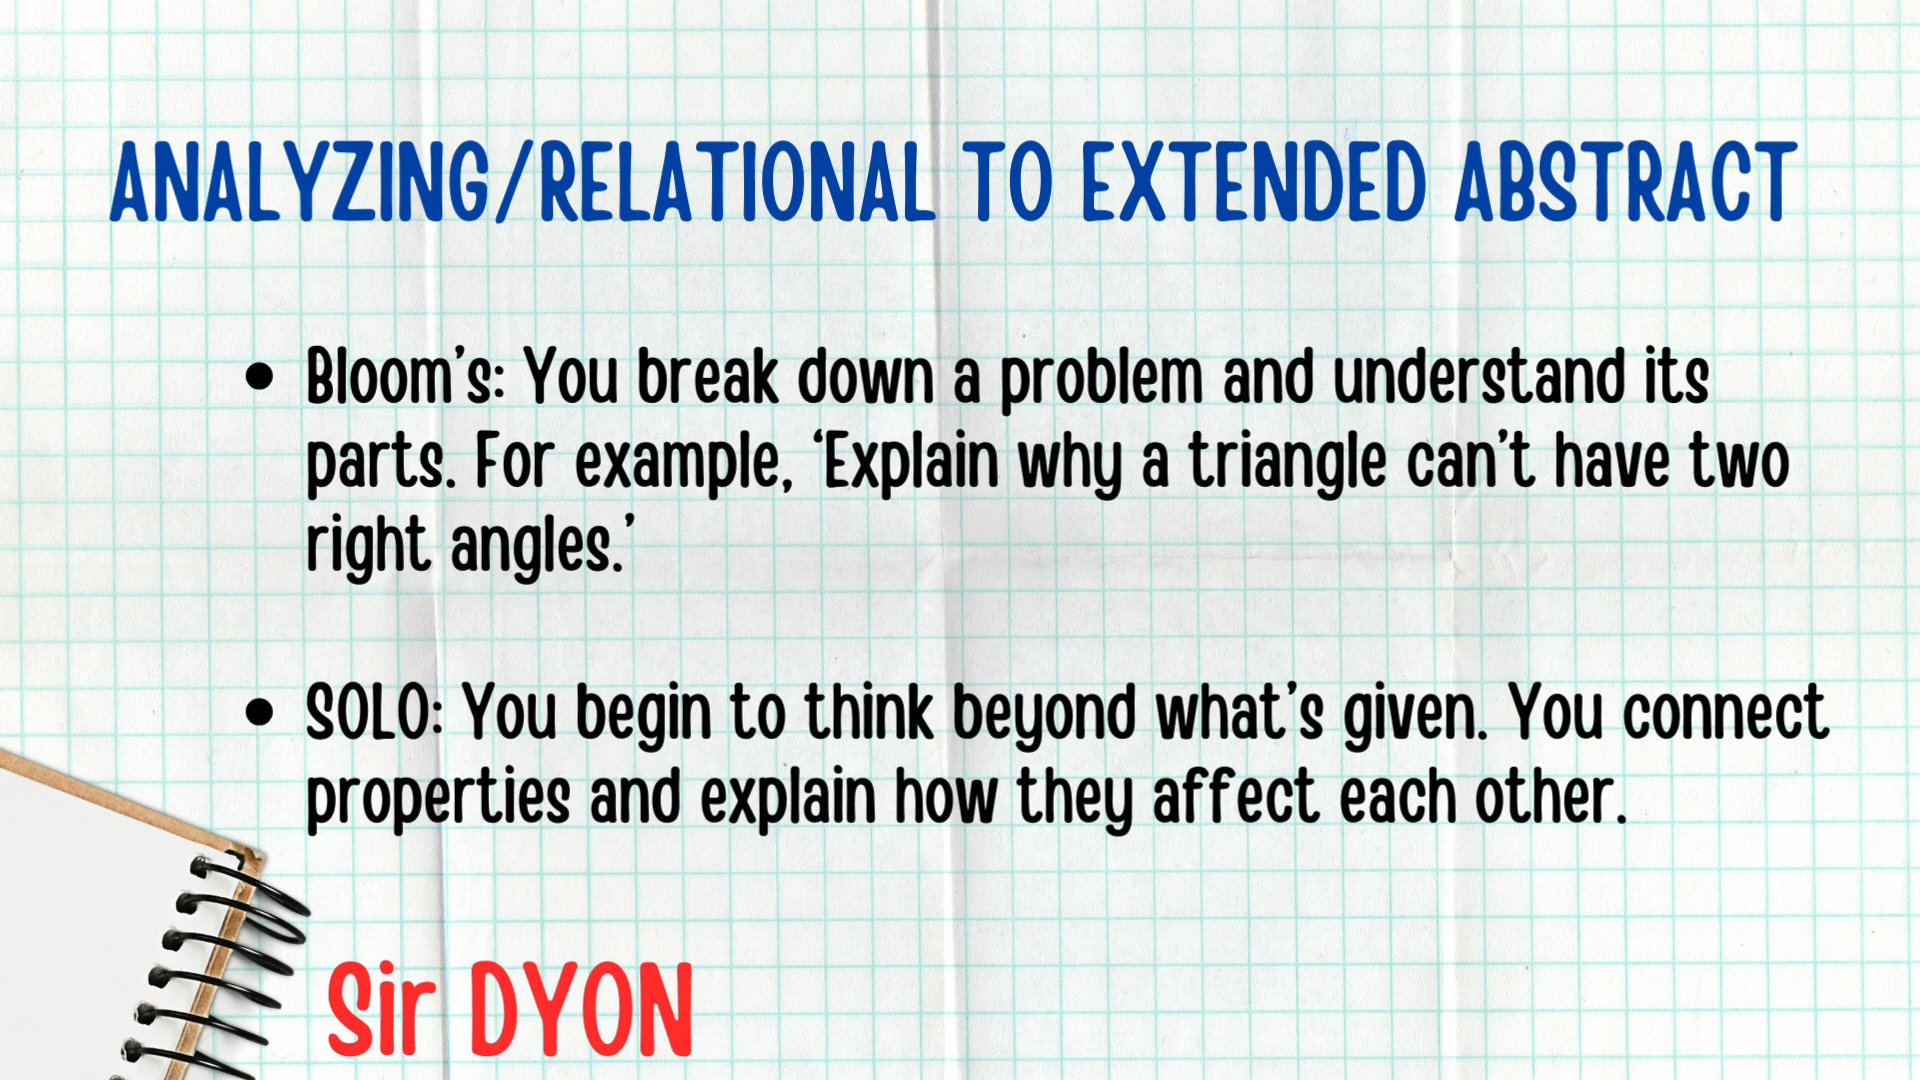 ANALYZING/RELATIONAL TO EXTENDED ABSTRACT
• Bloom's: You break down a problem and understand its
parts. For example, ‘Explain why a triangle can't have two
right angles.’
• SOLO: You begin to think beyond what's given. You connect
properties and explain how they affect each other.
Sir DYON